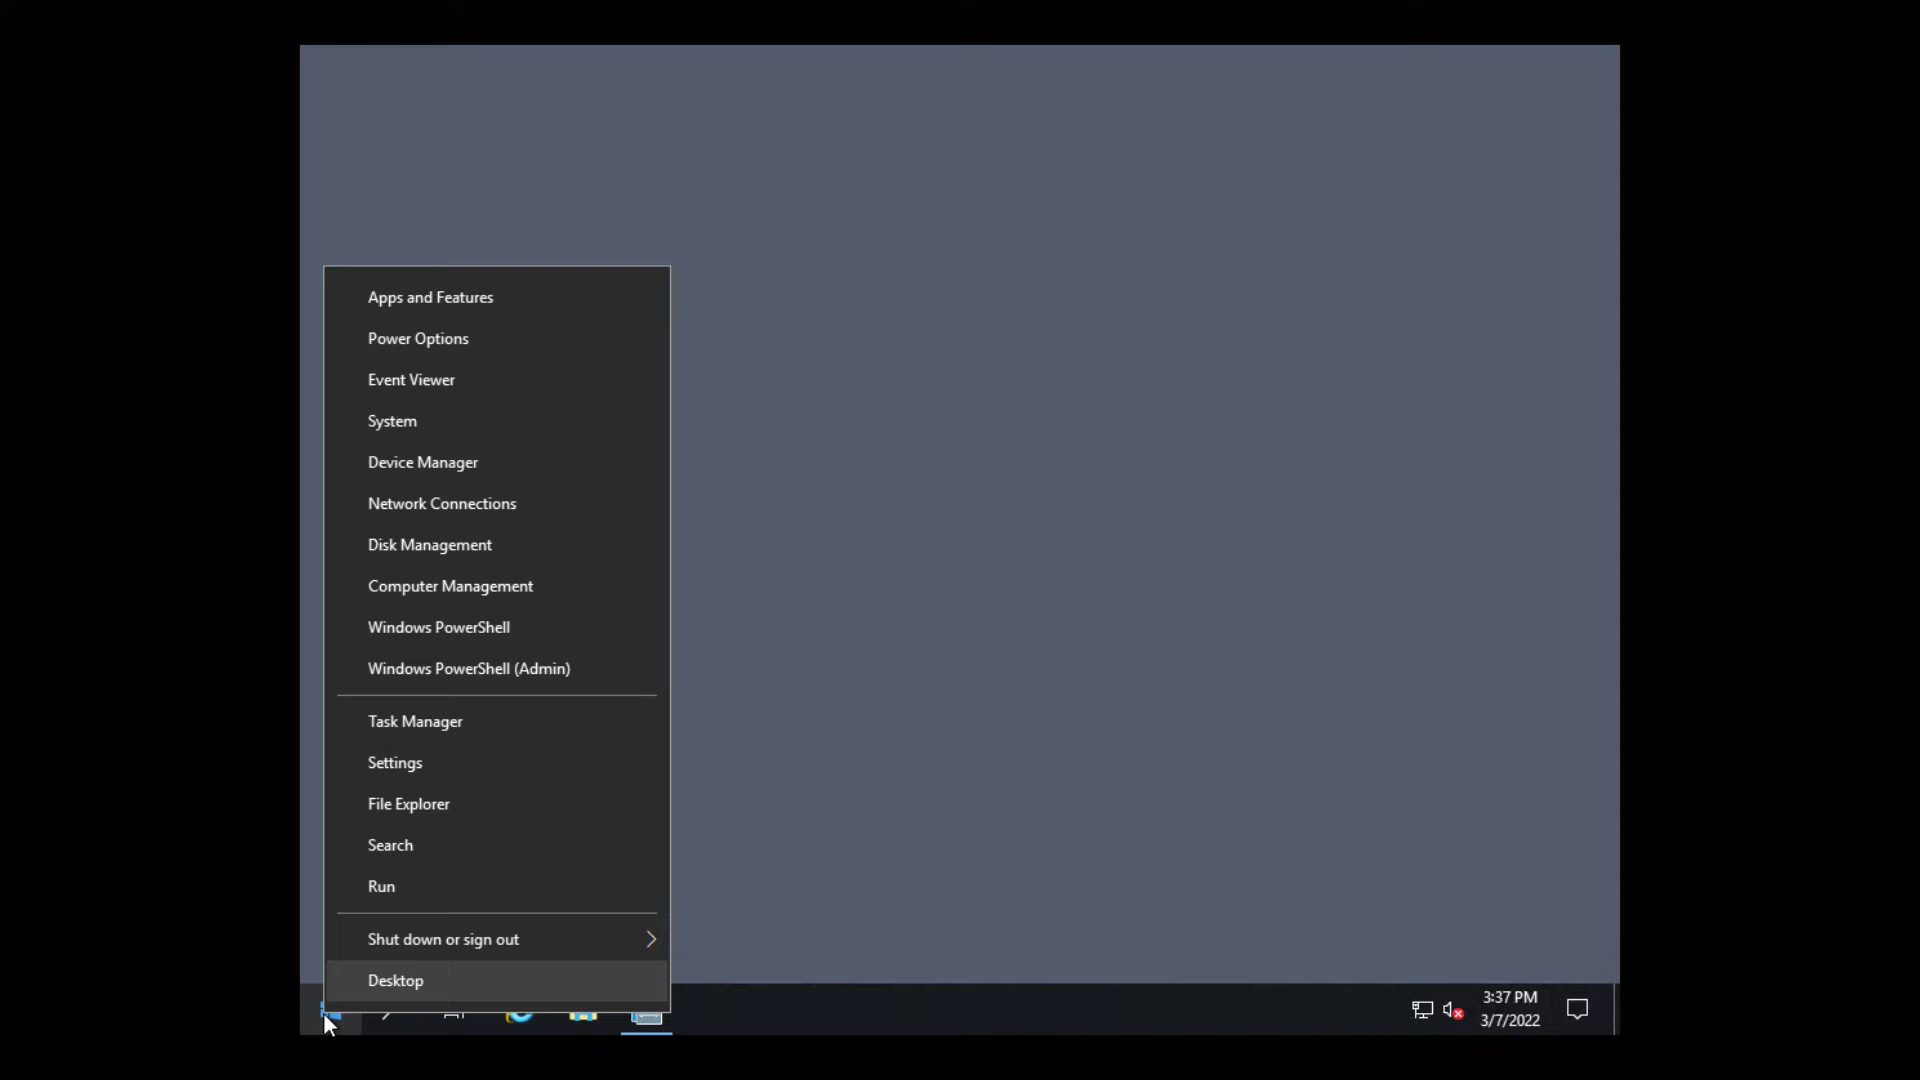 Apps and Features
Power Options
Event Viewer
System
Device Manager
Network Connections
Disk Management
Computer Management
Windows PowerShell
Windows PowerShell (Admin)
Task Manager
Settings
File Explorer
Search
Run
Shut down or sign out
Desktop
3:37 PM
3/7/2022